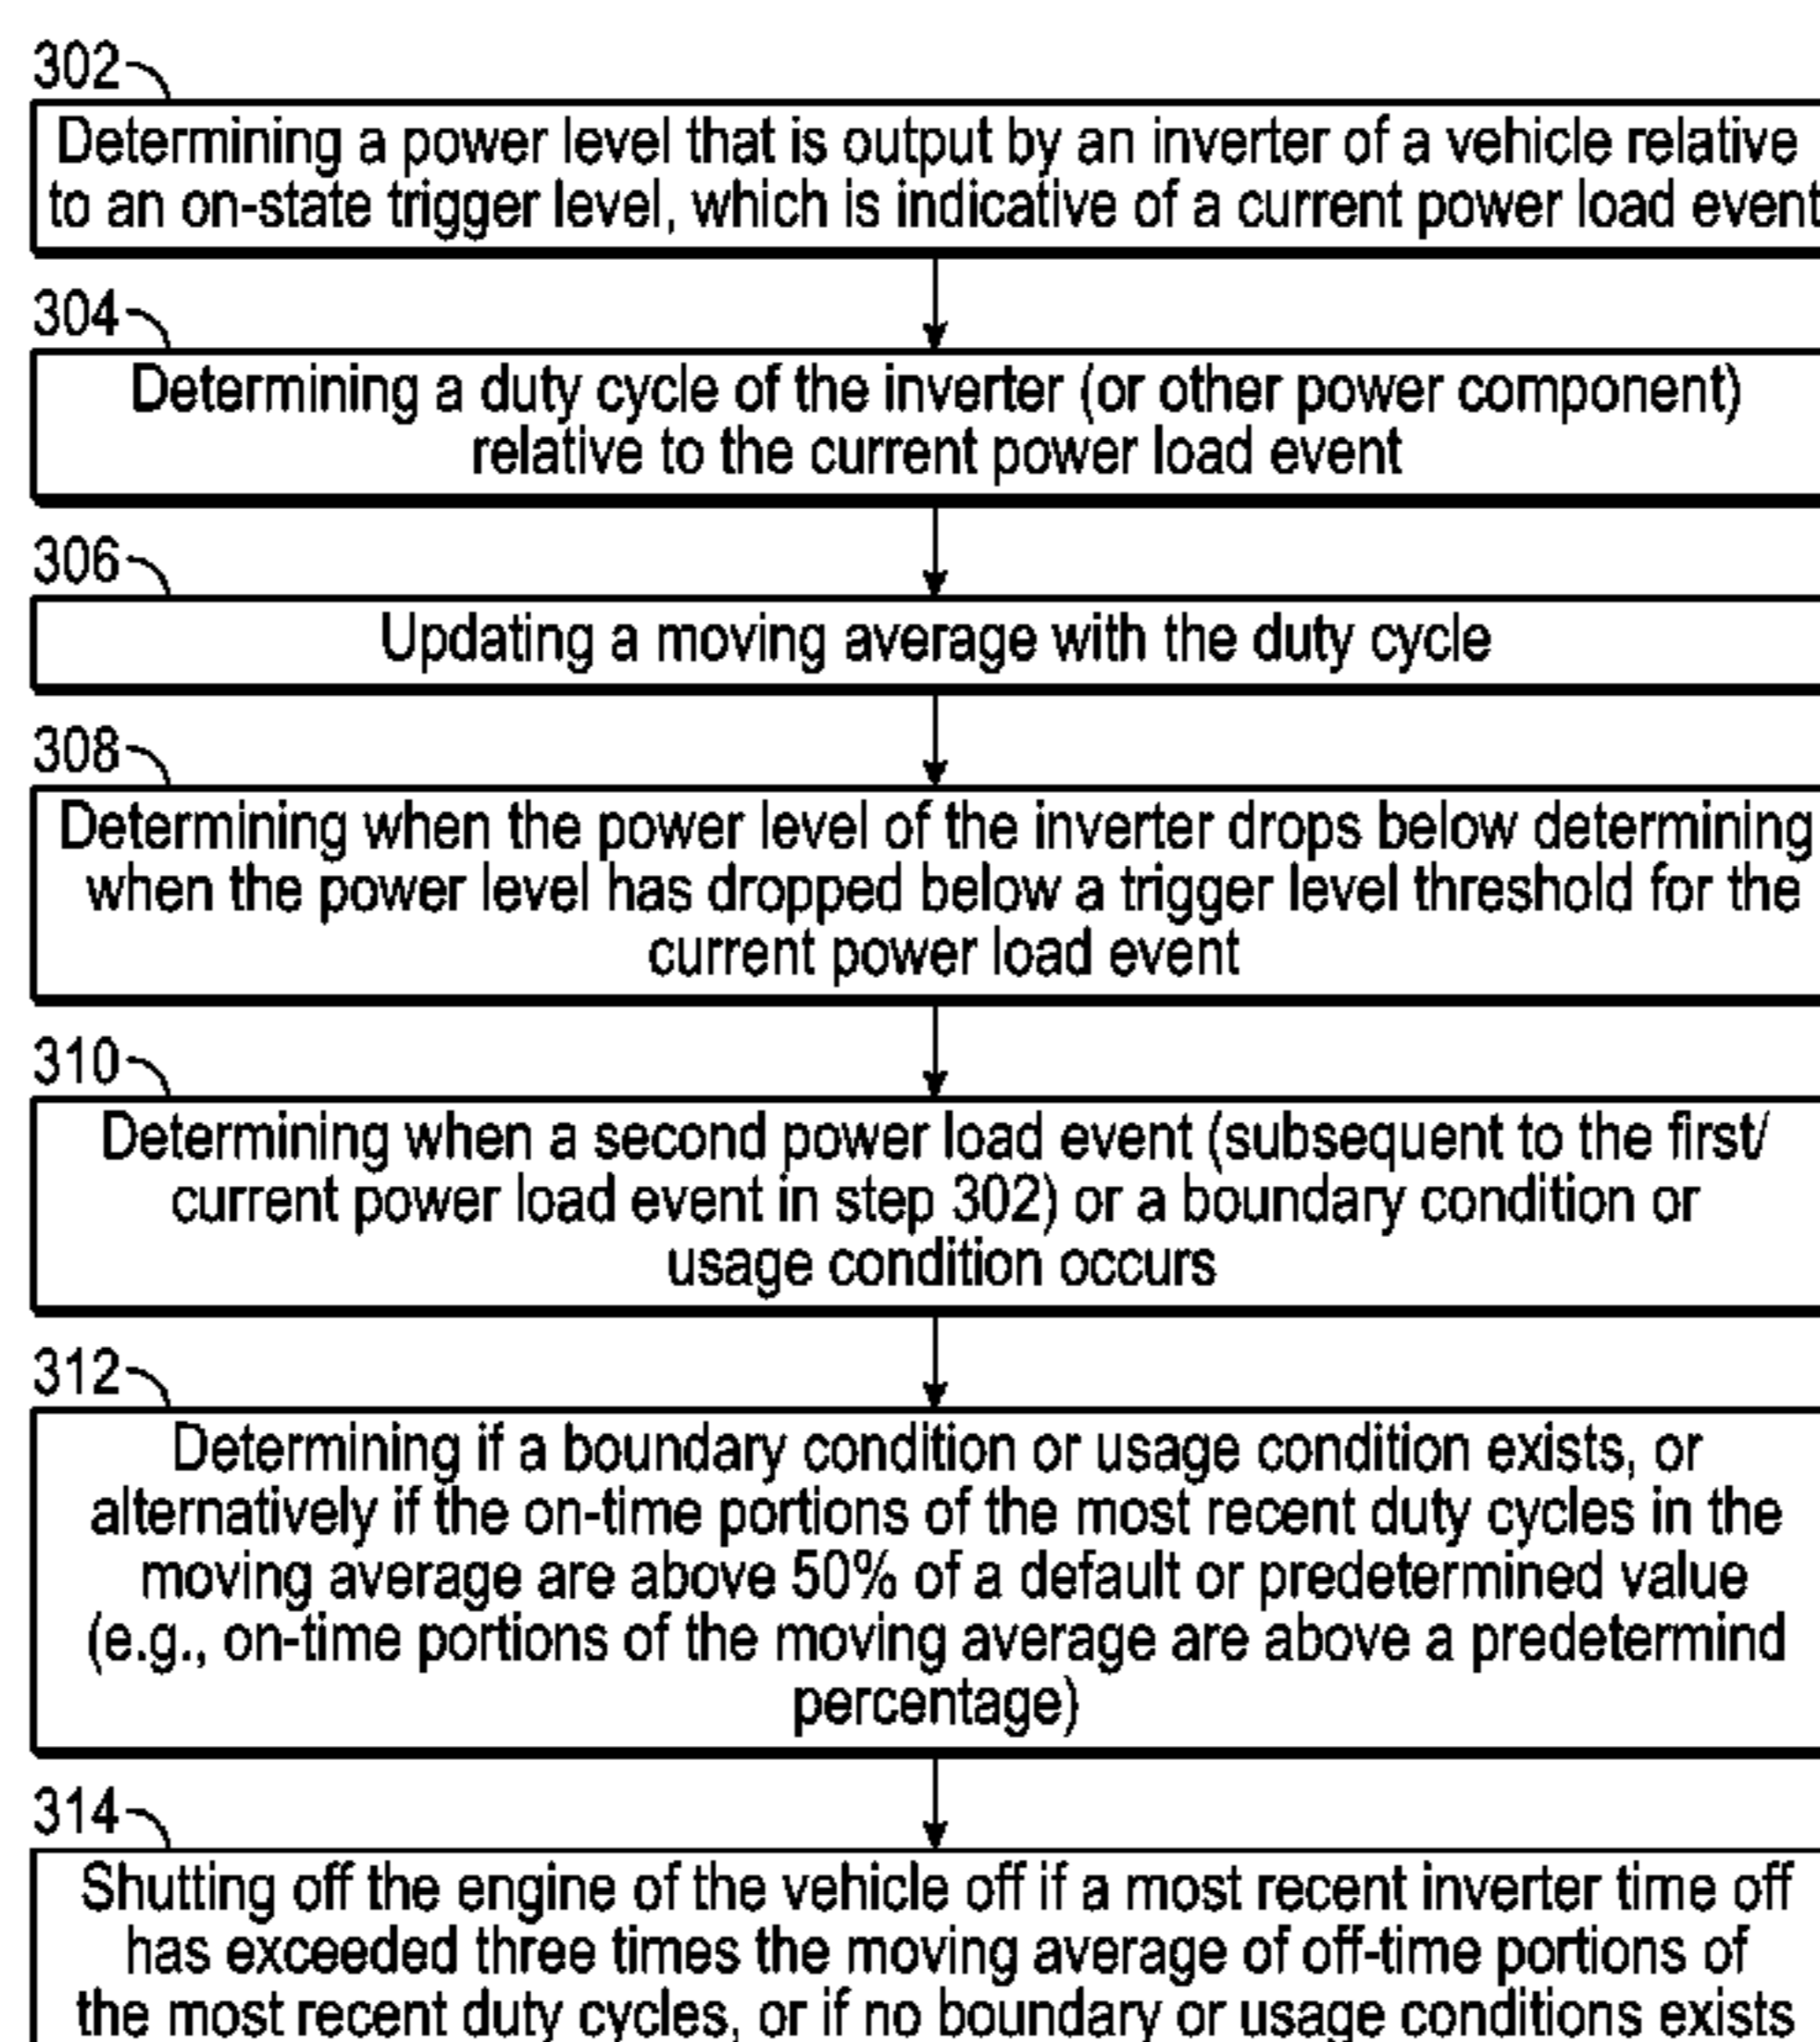 302
Determining a power level that is output by an inverter of a vehicle relative
to an on-state trigger level, which is indicative of a current power load event
304
Determining a duty cycle of the inverter (or other power component)
relative to the current power load event
306
Updating a moving average with the duty cycle
308
Determining when the power level of the inverter drops below determining
when the power level has dropped below a trigger level threshold for the
current power load event
310
Determining when a second power load event (subsequent to the first/
current power load event in step 302) or a boundary condition or
usage condition occurs
312
Determining if a boundary condition or usage condition exists, or
alternatively if the on-time portions of the most recent duty cycles in the
moving average are above 50% of a default or predetermined value
(e.g., on-time portions of the moving average are above a predetermind
percentage)
314
Shutting off the engine of the vehicle off if a most recent inverter time off
has exceeded three times the moving average of off-time portions of
the most recent duty cycles, or if no boundary or usage conditions exists